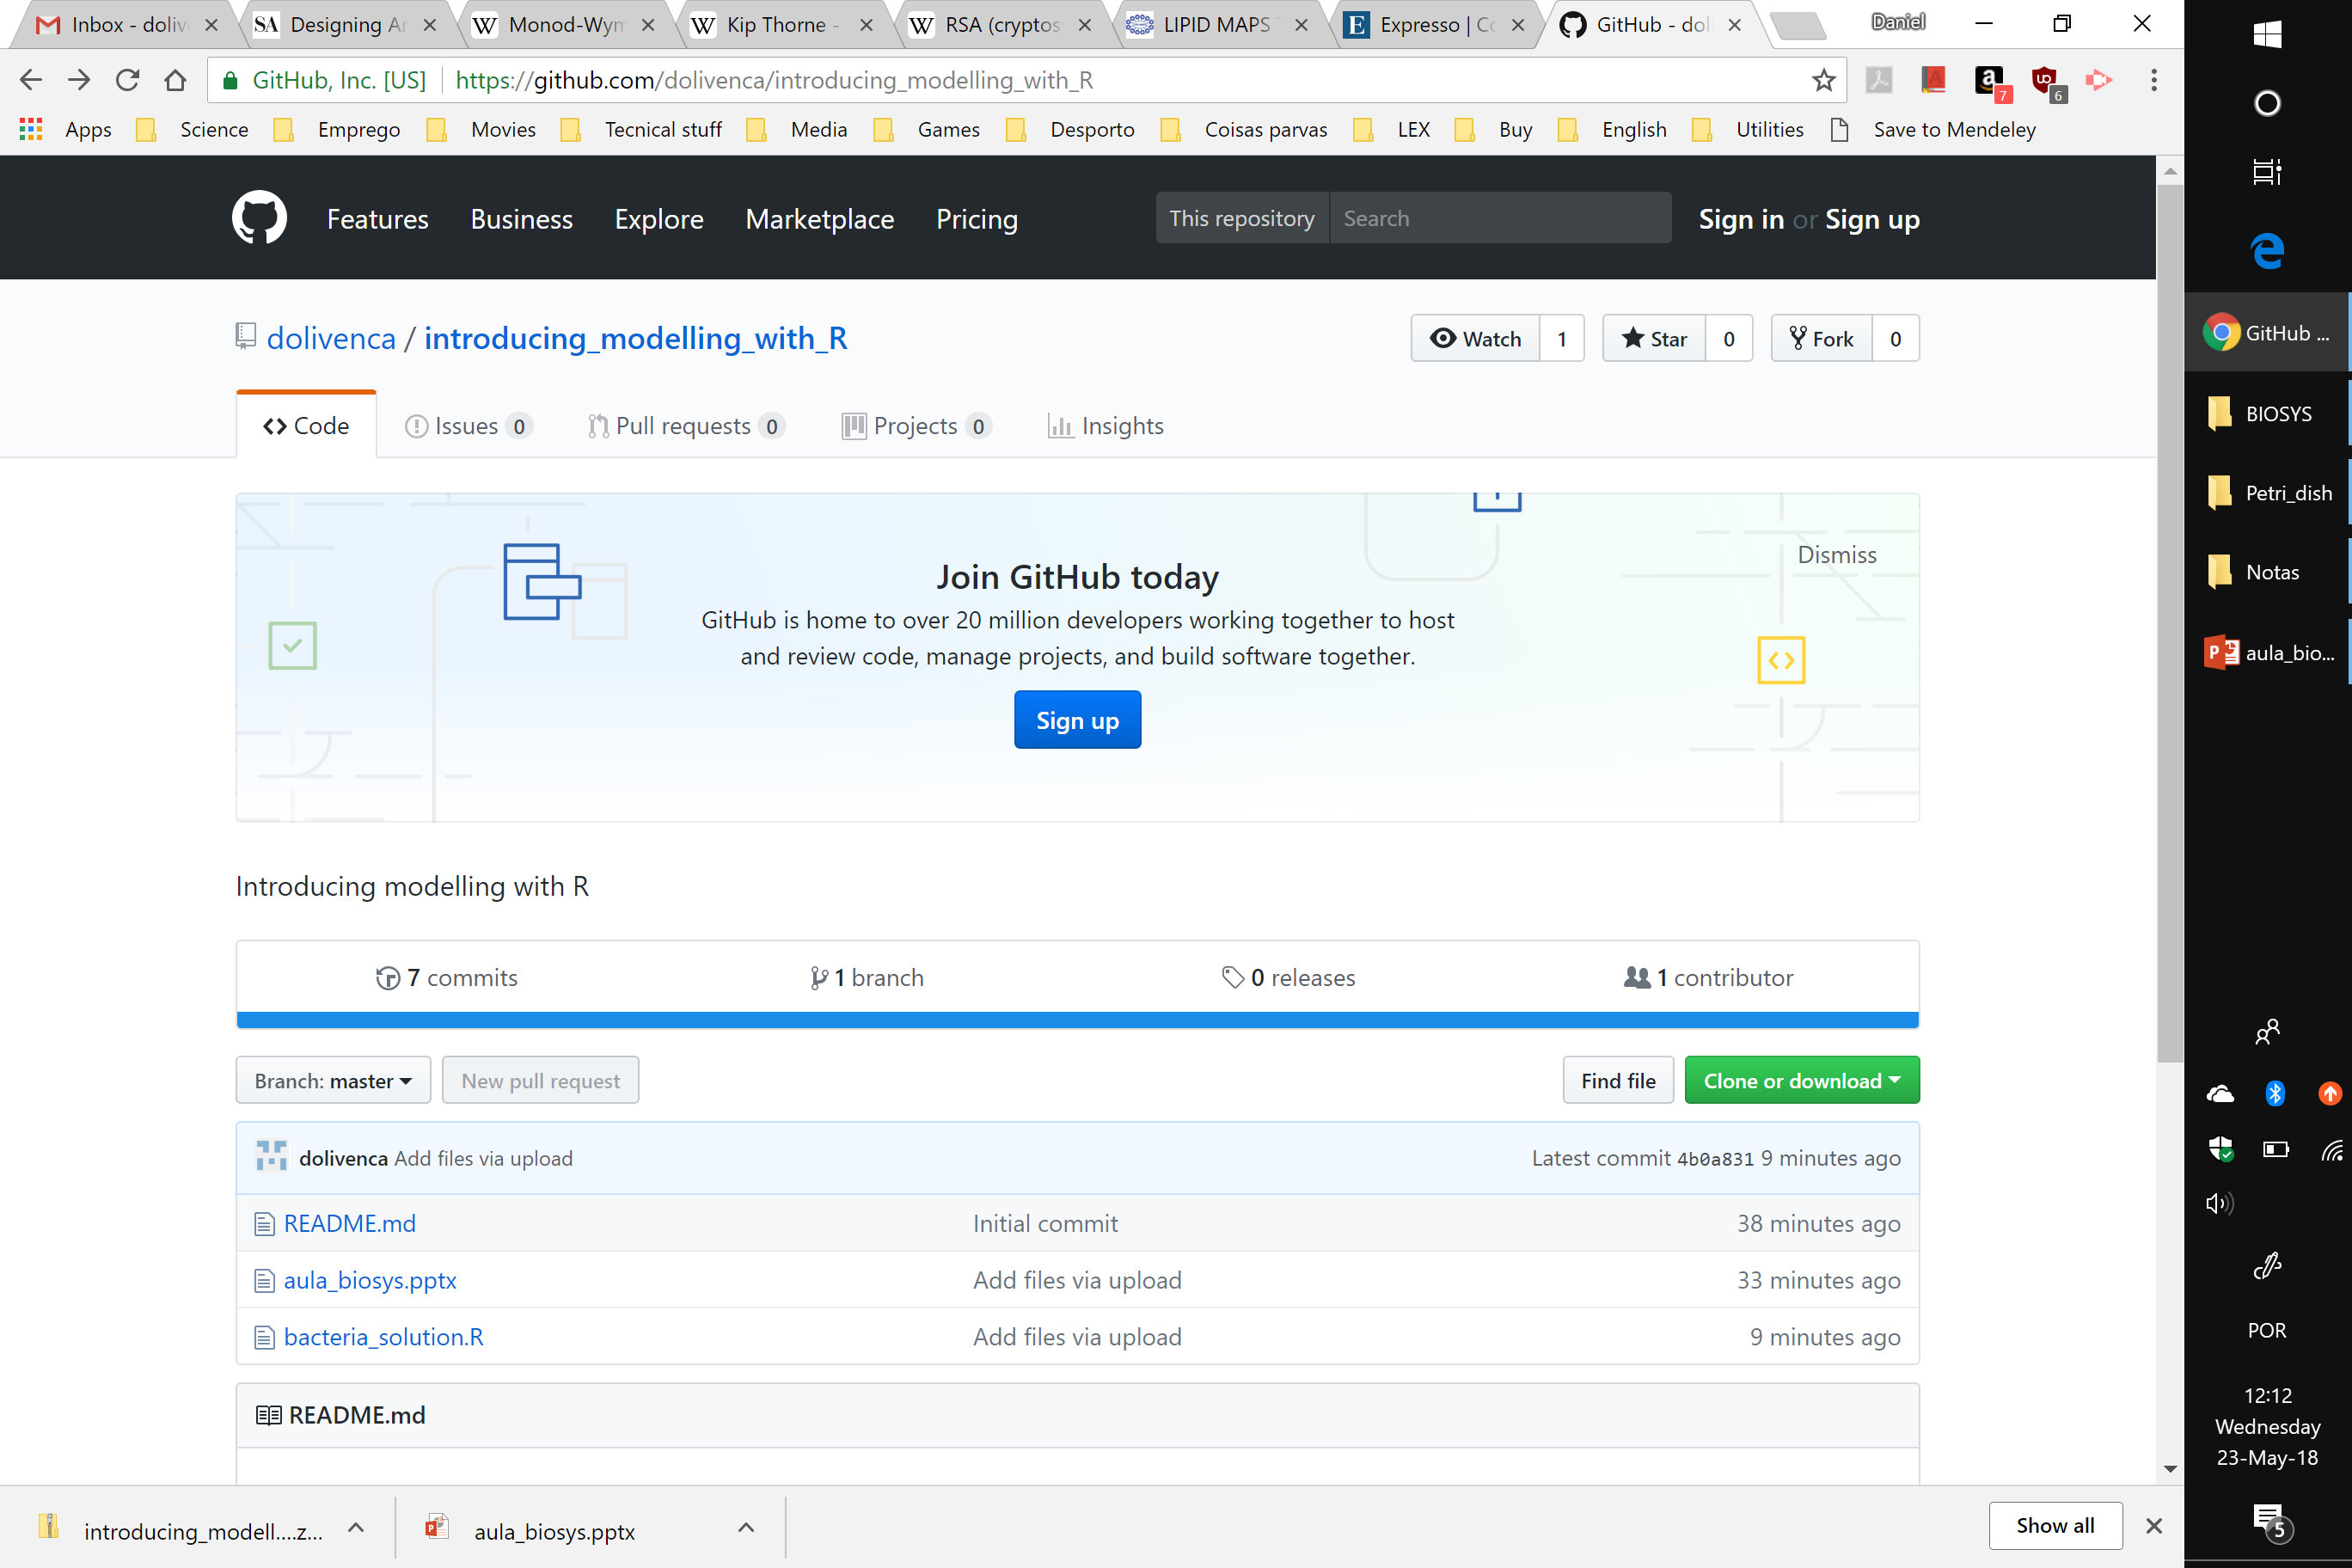 Inbox - doliv
Designing Ar
Monod-Wym
Kip Thorne -
RSA (cryptos
LIPID MAPS
Expresso | Co
GitHub - dol
Daniel
GitHub, Inc. [US] https://github.com/dolivenca/introducing_modelling_with_R
7 6
Apps Science Emprego Movies Tecnical stuff Media Games Desporto Coisas parvas LEX Buy English Utilities Save to Mendeley
Features Business Explore Marketplace Pricing This repository Search Sign in or Sign up
dolivenca / introducing_modelling_with_R Watch 1 Star 0 Fork 0
Code Issues 0 Pull requests 0 Projects 0 Insights
Dismiss
Join GitHub today
GitHub is home to over 20 million developers working together to host
and review code, manage projects, and build software together.
Sign up
Introducing modelling with R
7 commits 1 branch 0 releases 1 contributor
Branch: master New pull request Find file Clone or download
dolivenca Add files via upload Latest commit 4b0a831 9 minutes ago
README.md Initial commit 38 minutes ago
aula_biosys.pptx Add files via upload 33 minutes ago
bacteria_solution.R Add files via upload 9 minutes ago
README.md
introducing_modell....z... aula_biosys.pptx Show all
GitHub ...
BIOSYS
Petri_dish
Notas
aula_bio...
POR
12:12
Wednesday
23-May-18
5